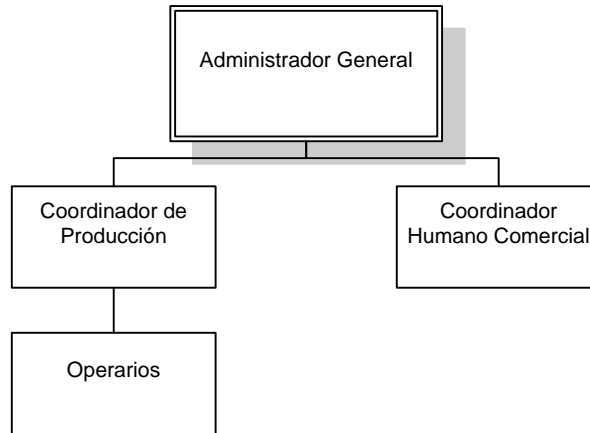 Administrador General
Coordinador de
Producción
Coordinador
Humano Comercial
Operarios